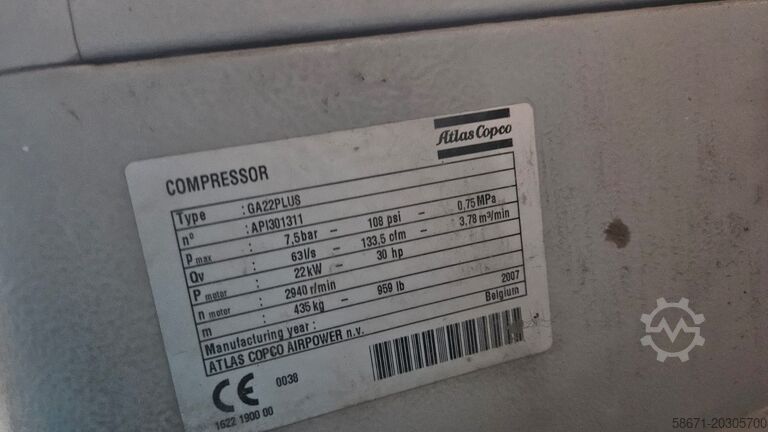 Atlas Copco
COMPRESSOR
Type : GA22PLUS
n° : API301311
p max : 7,5bar – 108 psi – 0,75 MPa
Qv : 63l/s – 133,5 cfm – 3,78 m³/min
P motor : 22kW – 30 hp
n motor : 2940 r/min
m : 435kg – 959 lb
Manufacturing year : 2007
ATLAS COPCO AIRPOWER n.v. Belgium
CE 0038
1622 1900 00
58671-20305700